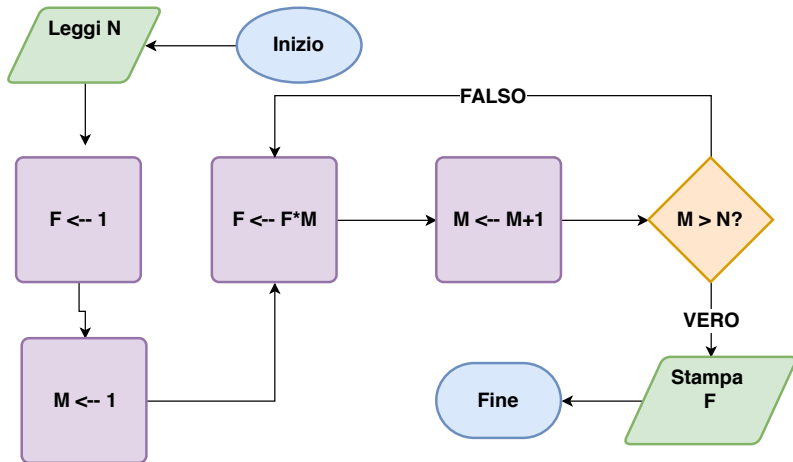 Leggi N
Inizio
FALSO
F <-- 1
F <-- F*M
M <-- M+1
M > N?
VERO
M <-- 1
Fine
Stampa
F